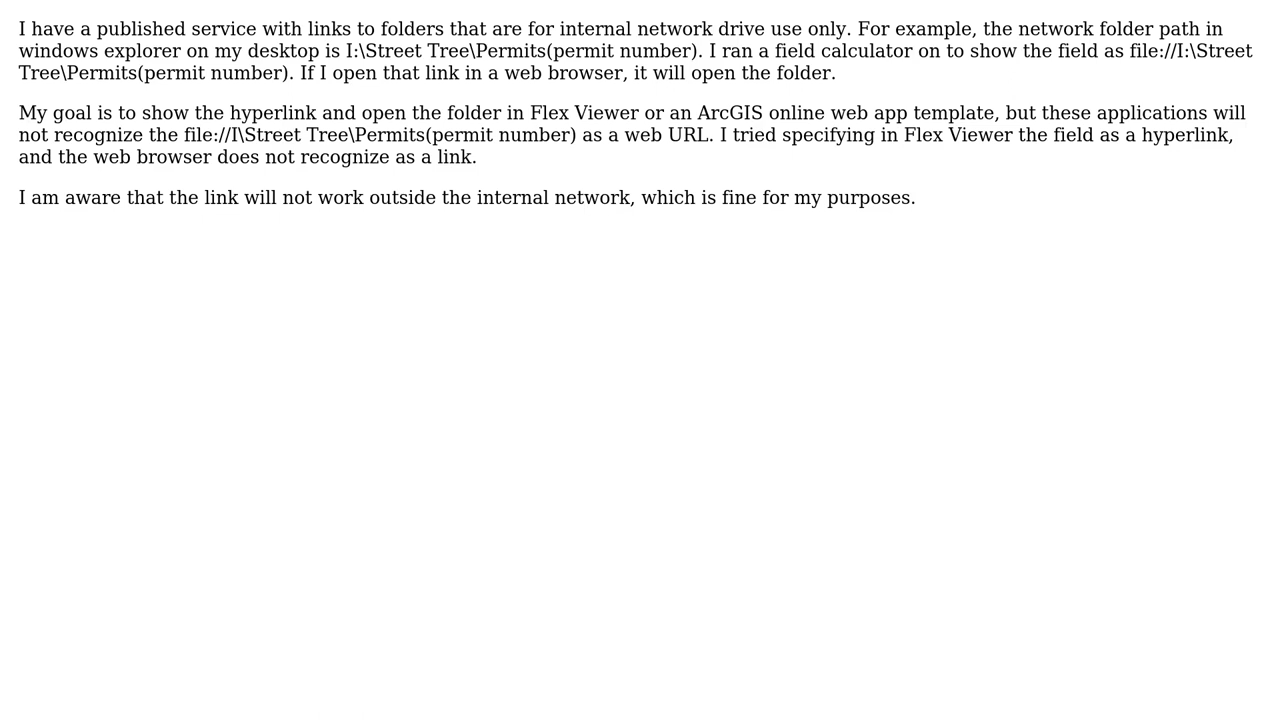 I have a published service with links to folders that are for internal network drive use only. For example, the network folder path in
windows explorer on my desktop is I:\Street Tree\Permits(permit number). I ran a field calculator on to show the field as file://I:\Street
Tree\Permits(permit number). If I open that link in a web browser, it will open the folder.
My goal is to show the hyperlink and open the folder in Flex Viewer or an ArcGIS online web app template, but these applications will
not recognize the file://I\Street Tree\Permits(permit number) as a web URL. I tried specifying in Flex Viewer the field as a hyperlink,
and the web browser does not recognize as a link.
I am aware that the link will not work outside the internal network, which is fine for my purposes.